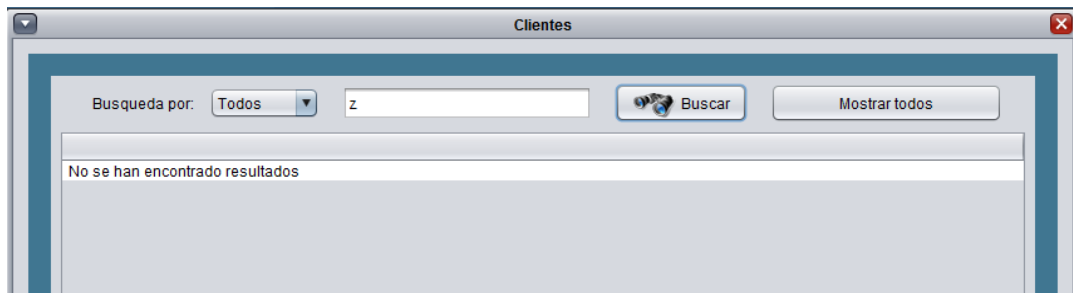 Clientes
Busqueda por: Todos z Buscar Mostrar todos
No se han encontrado resultados